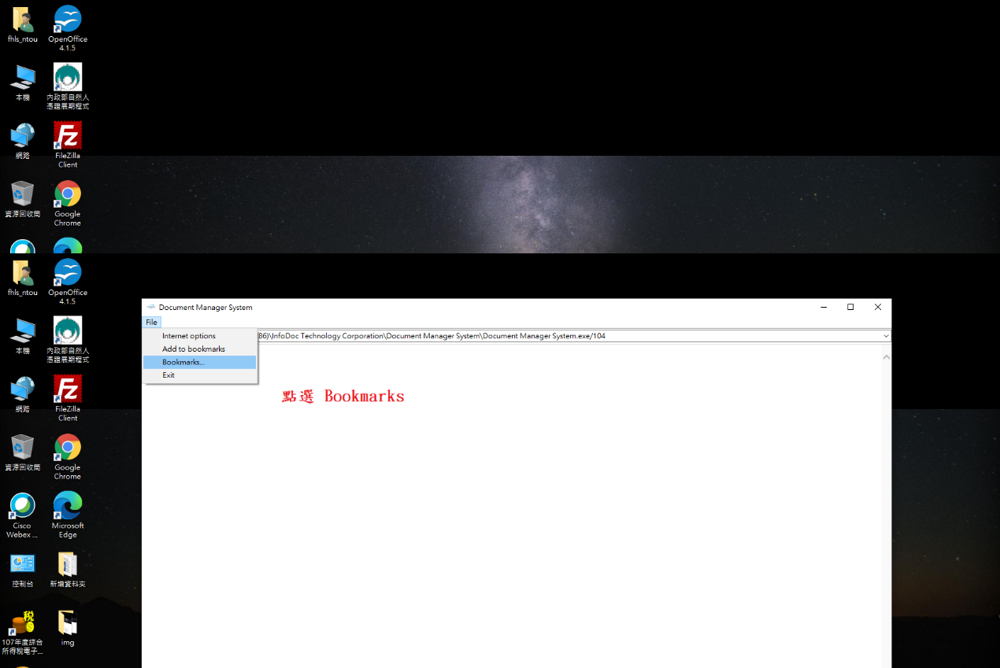 fhls_ntou
OpenOffice
4.1.5
本機
內政部自然人
憑證展期程式
網路
FileZilla
Client
資源回收筒
Google
Chrome
fhls_ntou
OpenOffice
4.1.5
本機
內政部自然人
憑證展期程式
網路
FileZilla
Client
資源回收筒
Google
Chrome
Cisco
Webex ...
Microsoft
Edge
控制台
新增資料夾
107年度綜合
所得稅電子...
img
Document Manager System
File
86)\InfoDoc Technology Corporation\Document Manager System\Document Manager System.exe/104
Internet options
Add to bookmarks
Bookmarks...
Exit
點選 Bookmarks